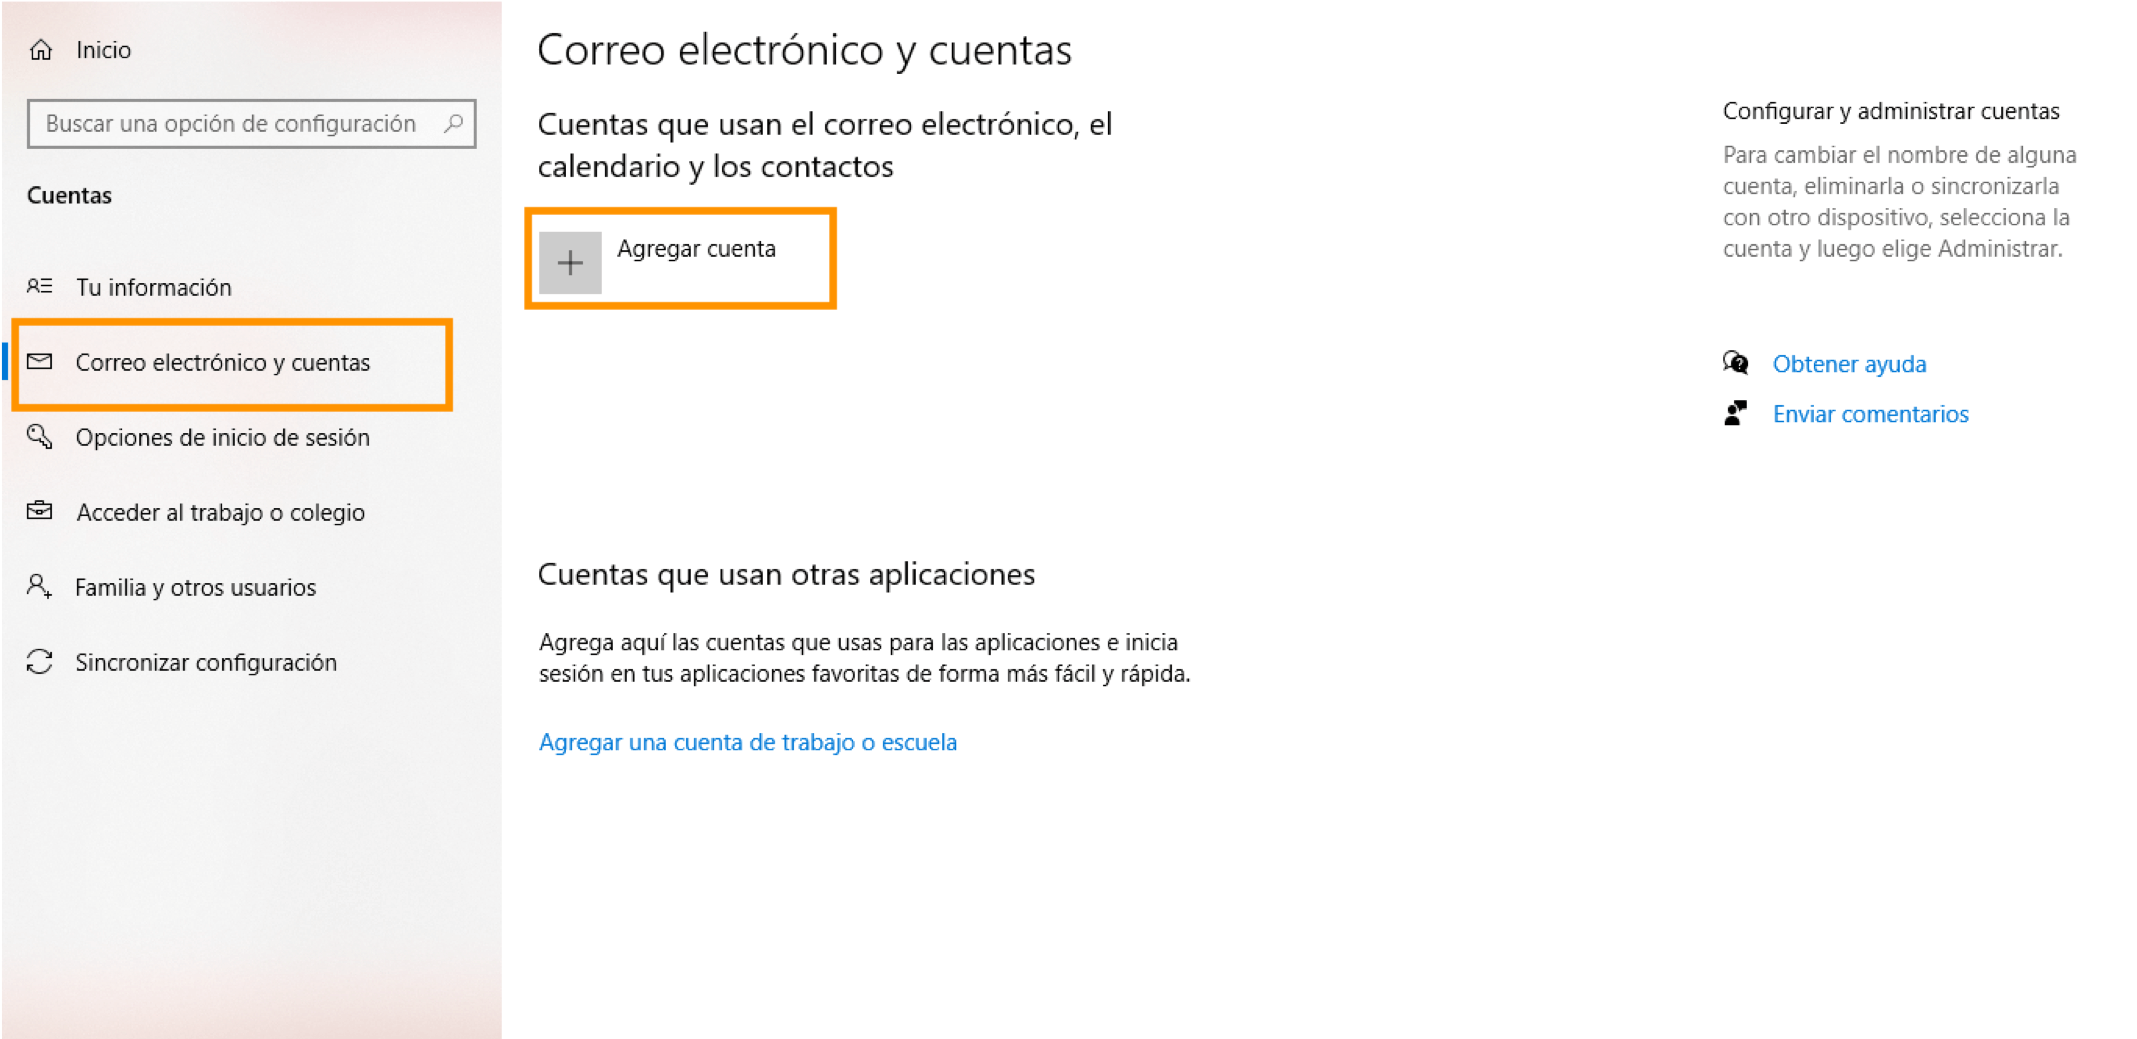 Inicio
Buscar una opción de configuración
Cuentas
Tu información
Correo electrónico y cuentas
Opciones de inicio de sesión
Acceder al trabajo o colegio
Familia y otros usuarios
Sincronizar configuración
Correo electrónico y cuentas
Cuentas que usan el correo electrónico, el
calendario y los contactos
Agregar cuenta
Cuentas que usan otras aplicaciones
Agrega aquí las cuentas que usas para las aplicaciones e inicia
sesión en tus aplicaciones favoritas de forma más fácil y rápida.
Agregar una cuenta de trabajo o escuela
Configurar y administrar cuentas
Para cambiar el nombre de alguna
cuenta, eliminarla o sincronizarla
con otro dispositivo, selecciona la
cuenta y luego elige Administrar.
Obtener ayuda
Enviar comentarios